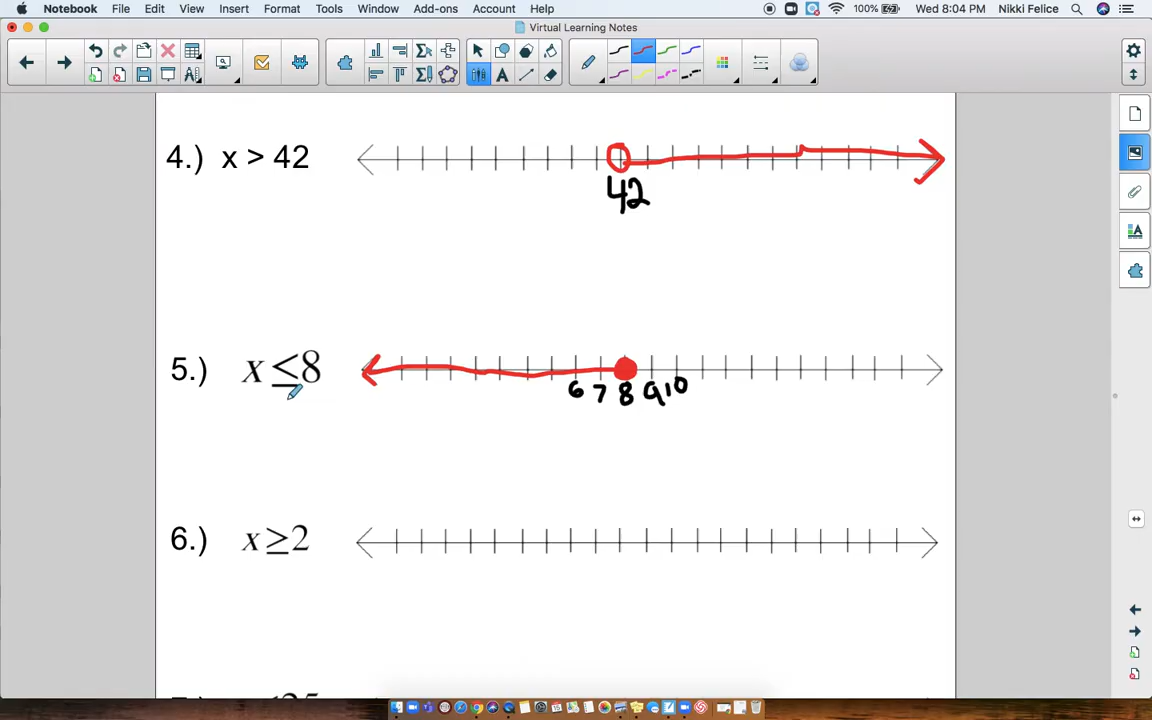 Notebook File Edit View Insert Format Tools Window Add-ons Account Help 100% Wed 8:04 PM Nikki Felice
Virtual Learning Notes
4.) x > 42
42
5.) x ≤8
6 7 8 9 10
6.) x ≥2